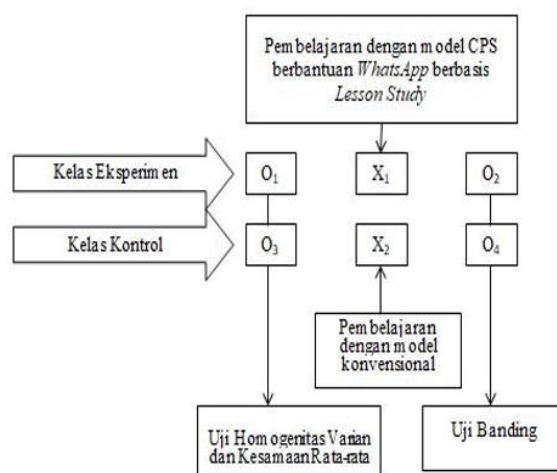 Pembelajaran dengan model CPS
berbantuan WhatsApp berbasis
Lesson Study
Kelas Eksperimen
O₁
X₁
O₂
Kelas Kontrol
O₃
X₂
O₄
Pembelajaran
dengan model
konvensional
Uji Homogenitas Varian
dan Kesamaan Rata-rata
Uji Banding